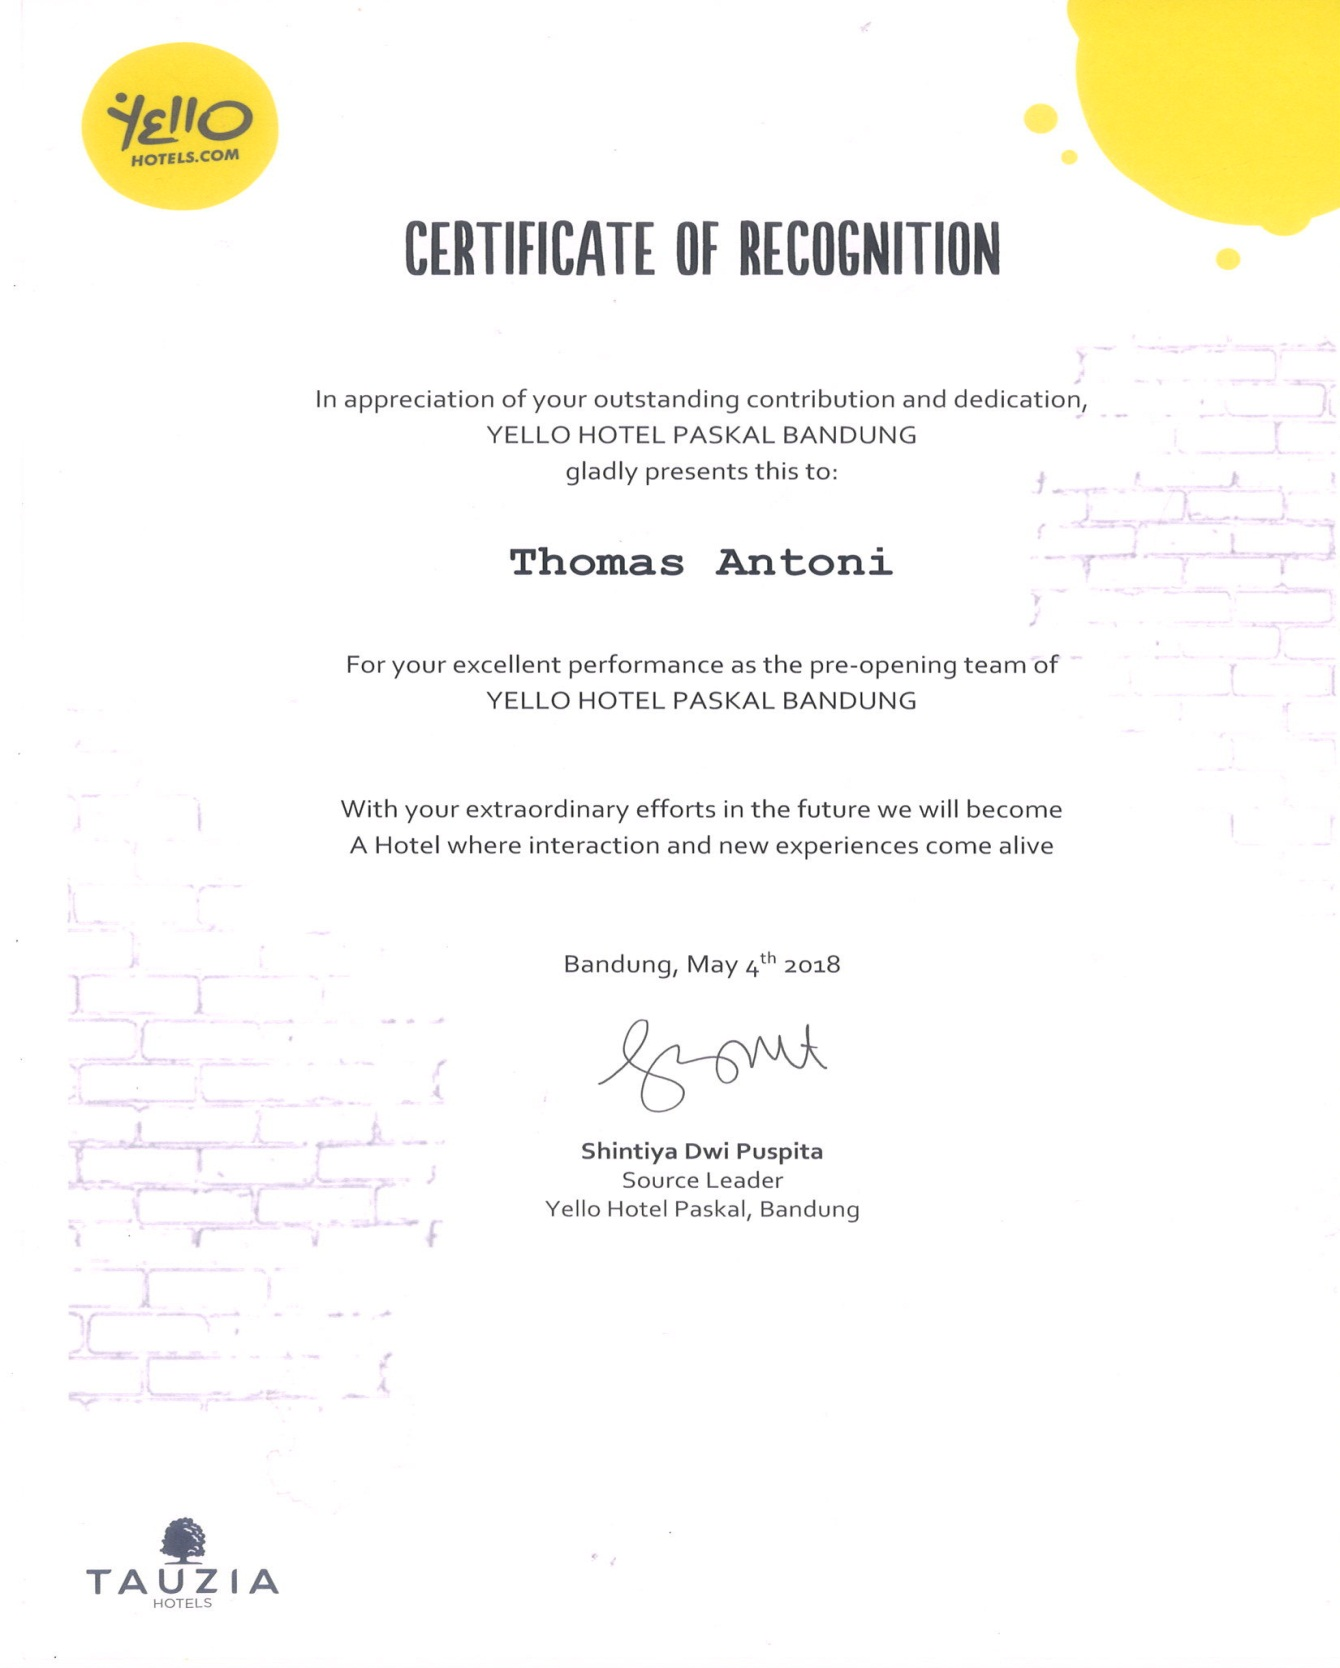 Yello
HOTELS.COM
CERTIFICATE OF RECOGNITION
In appreciation of your outstanding contribution and dedication,
YELLO HOTEL PASKAL BANDUNG
gladly presents this to:
Thomas Antoni
For your excellent performance as the pre-opening team of
YELLO HOTEL PASKAL BANDUNG
With your extraordinary efforts in the future we will become
A Hotel where interaction and new experiences come alive
Bandung, May 4th 2018
Shintiya Dwi Puspita
Source Leader
Yello Hotel Paskal, Bandung
TAUZIA
HOTELS